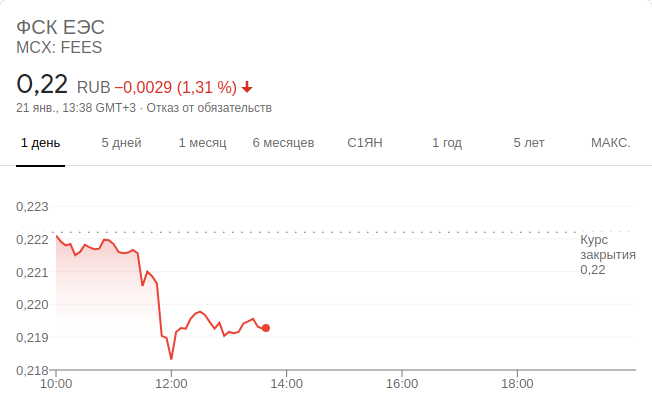 ФСК ЕЭС
MCX: FEES
0,22 RUB −0,0029 (1,31 %)
21 янв., 13:38 GMT+3 · Отказ от обязательств
1 день 5 дней 1 месяц 6 месяцев С1ЯН 1 год 5 лет МАКС.
0,223
0,222
Курс
закрытия
0,22
0,221
0,220
0,219
0,218
10:00 12:00 14:00 16:00 18:00